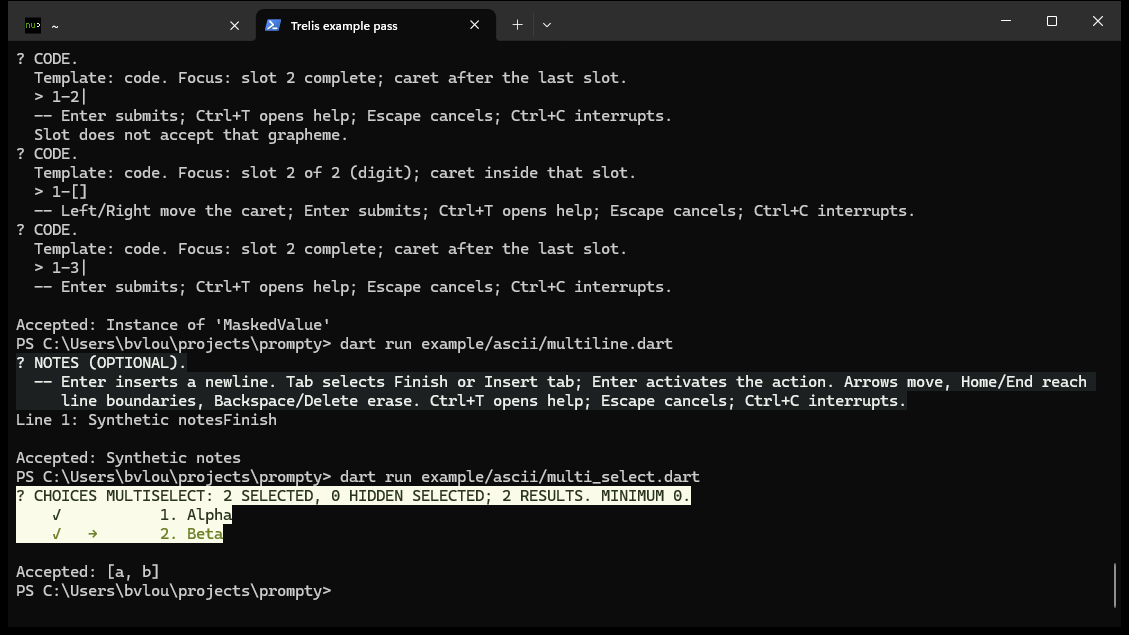 nu> ~
Trelis example pass
? CODE.
Template: code. Focus: slot 2 complete; caret after the last slot.
> 1-2|
-- Enter submits; Ctrl+T opens help; Escape cancels; Ctrl+C interrupts.
Slot does not accept that grapheme.
? CODE.
Template: code. Focus: slot 2 of 2 (digit); caret inside that slot.
> 1-[]
-- Left/Right move the caret; Enter submits; Ctrl+T opens help; Escape cancels; Ctrl+C interrupts.
? CODE.
Template: code. Focus: slot 2 complete; caret after the last slot.
> 1-3|
-- Enter submits; Ctrl+T opens help; Escape cancels; Ctrl+C interrupts.
Accepted: Instance of 'MaskedValue'
PS C:\Users\bvlou\projects\prompty> dart run example/ascii/multiline.dart
? NOTES (OPTIONAL).
-- Enter inserts a newline. Tab selects Finish or Insert tab; Enter activates the action. Arrows move, Home/End reach
line boundaries, Backspace/Delete erase. Ctrl+T opens help; Escape cancels; Ctrl+C interrupts.
Line 1: Synthetic notesFinish
Accepted: Synthetic notes
PS C:\Users\bvlou\projects\prompty> dart run example/ascii/multi_select.dart
? CHOICES MULTISELECT: 2 SELECTED, 0 HIDDEN SELECTED; 2 RESULTS. MINIMUM 0.
√ 1. Alpha
√ → 2. Beta
Accepted: [a, b]
PS C:\Users\bvlou\projects\prompty>